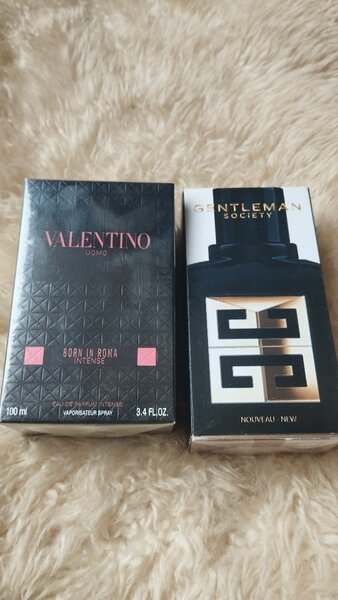 VALENTINO
UOMO
BORN IN ROMA
INTENSE
EAU DE PARFUM INTENSE
100 ml VAPORISATEUR SPRAY 3.4 FL.OZ.
GENTLEMAN
SOCIETY
NOUVEAU - NEW